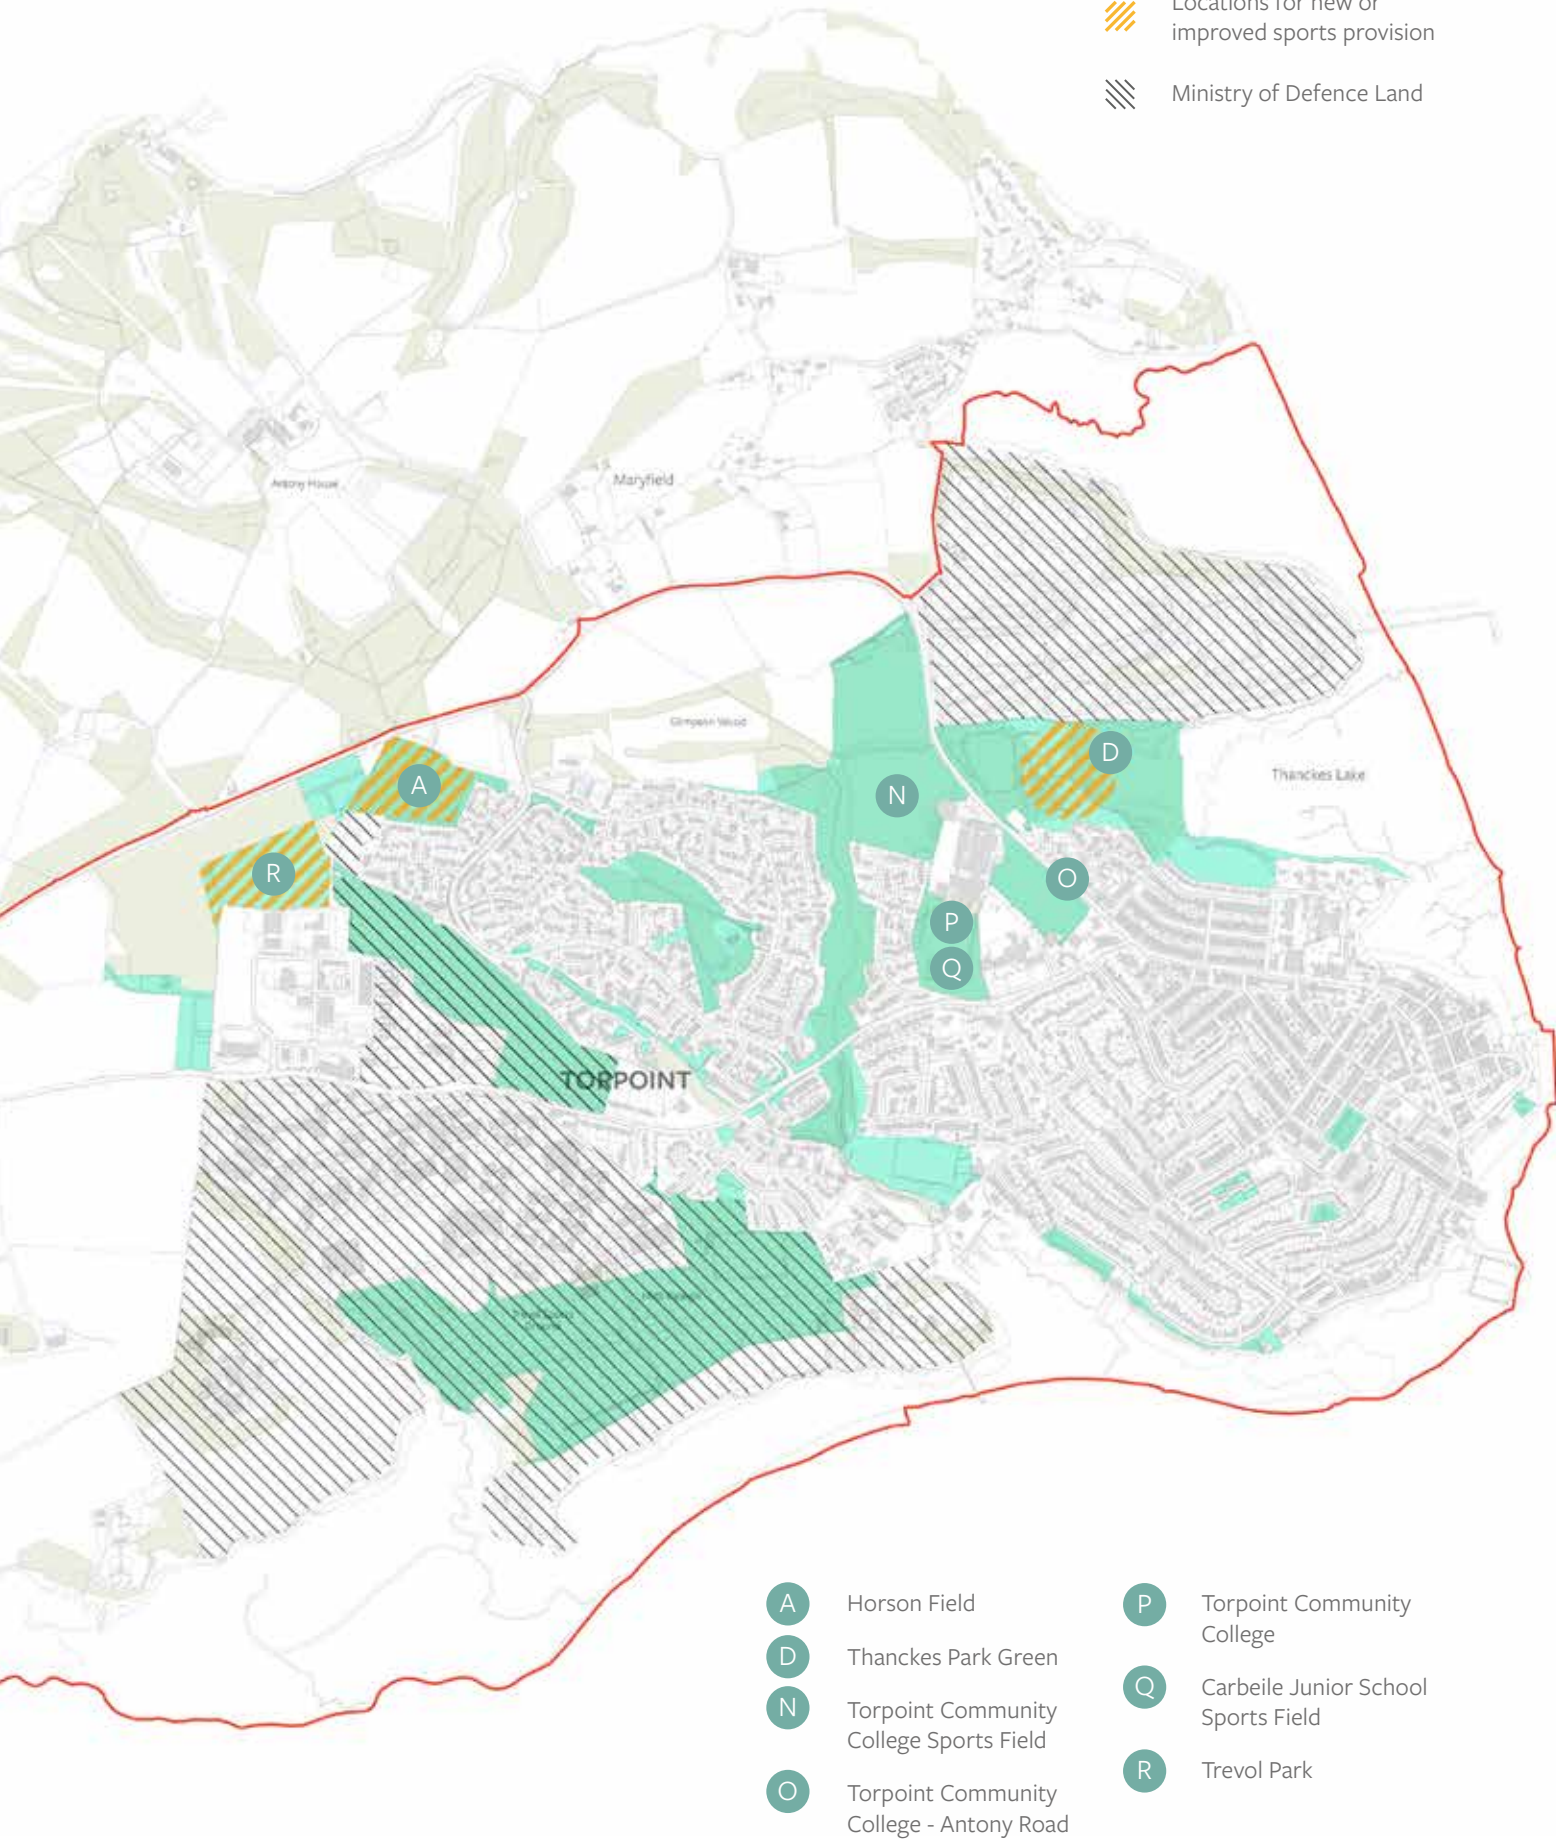 Locations for new or
improved sports provision
Ministry of Defence Land
Antony House
Maryfield
Thanckes Lake
A
D
N
R
O
P
Q
TORPOINT
A
Horson Field
D
Thanckes Park Green
N
Torpoint Community
College Sports Field
O
Torpoint Community
College - Antony Road
P
Torpoint Community
College
Q
Carbeile Junior School
Sports Field
R
Trevol Park